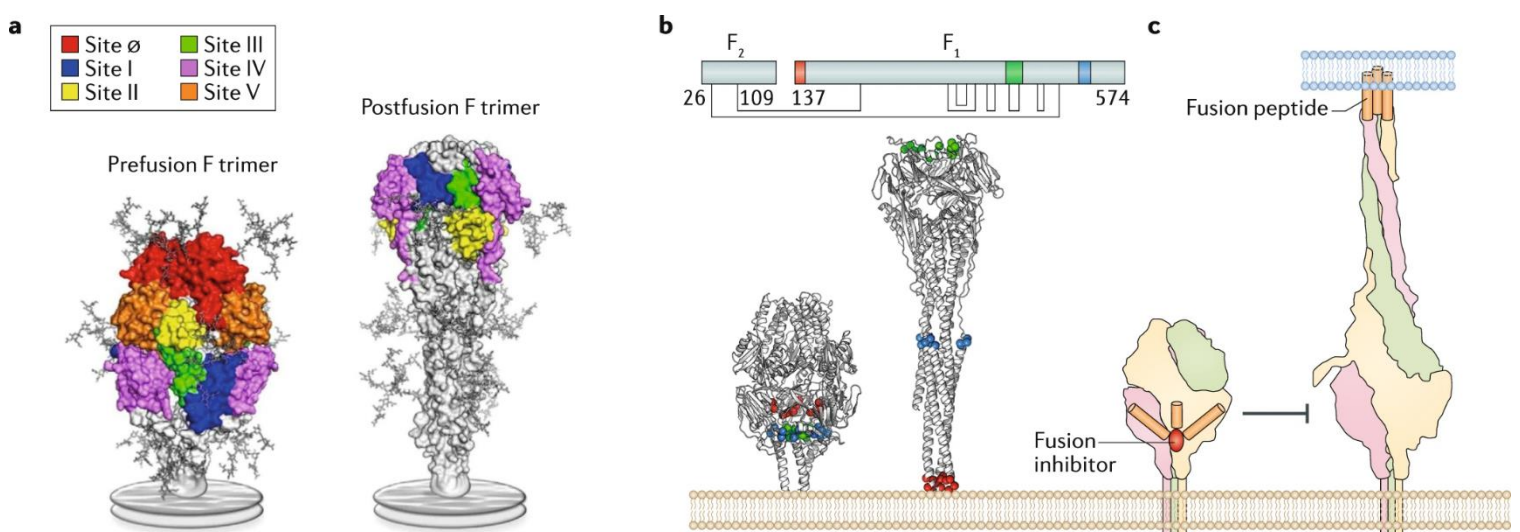 a
Site ø
Site I
Site II
Site III
Site IV
Site V
Prefusion F trimer
Postfusion F trimer
b
F2
F1
26
109
137
574
c
Fusion peptide
Fusion
inhibitor